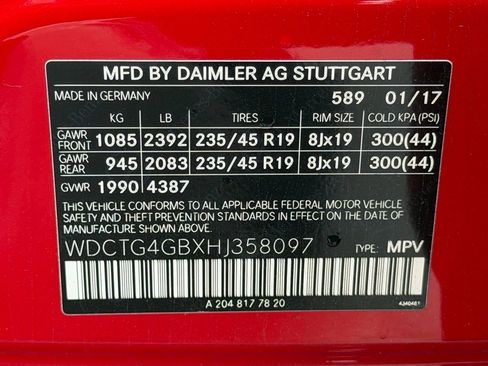 MFD BY DAIMLER AG STUTTGART
MADE IN GERMANY 589 01/17
KG LB TIRES RIM SIZE COLD KPA (PSI)
GAWR FRONT 1085 2392 235/45 R19 8Jx19 300(44)
GAWR REAR 945 2083 235/45 R19 8Jx19 300(44)
GVWR 1990 4387
THIS VEHICLE CONFORMS TO ALL APPLICABLE FEDERAL MOTOR VEHICLE
SAFETY, BUMPER, AND THEFT PREVENTION STANDARDS IN EFFECT ON THE
DATE OF MANUFACTURE SHOWN ABOVE.
WDCTG4GBXHJ358097 TYPE: MPV
A 204 817 78 20